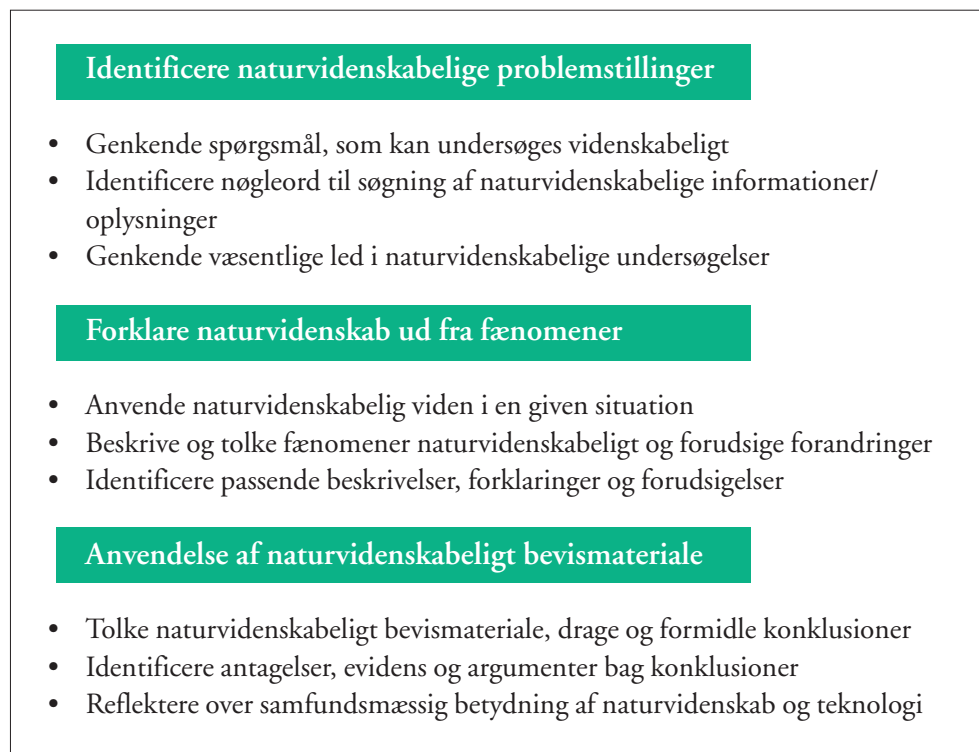 Identificere naturvidenskabelige problemstillinger
• Genkende spørgsmål, som kan undersøges videnskabeligt
• Identificere nøgleord til søgning af naturvidenskabelige informationer/
oplysninger
• Genkende væsentlige led i naturvidenskabelige undersøgelser
Forklare naturvidenskab ud fra fænomener
• Anvende naturvidenskabelig viden i en given situation
• Beskrive og tolke fænomener naturvidenskabeligt og forudsige forandringer
• Identificere passende beskrivelser, forklaringer og forudsigelser
Anvendelse af naturvidenskabeligt bevismateriale
• Tolke naturvidenskabeligt bevismateriale, drage og formidle konklusioner
• Identificere antagelser, evidens og argumenter bag konklusioner
• Reflektere over samfundsmæssig betydning af naturvidenskab og teknologi